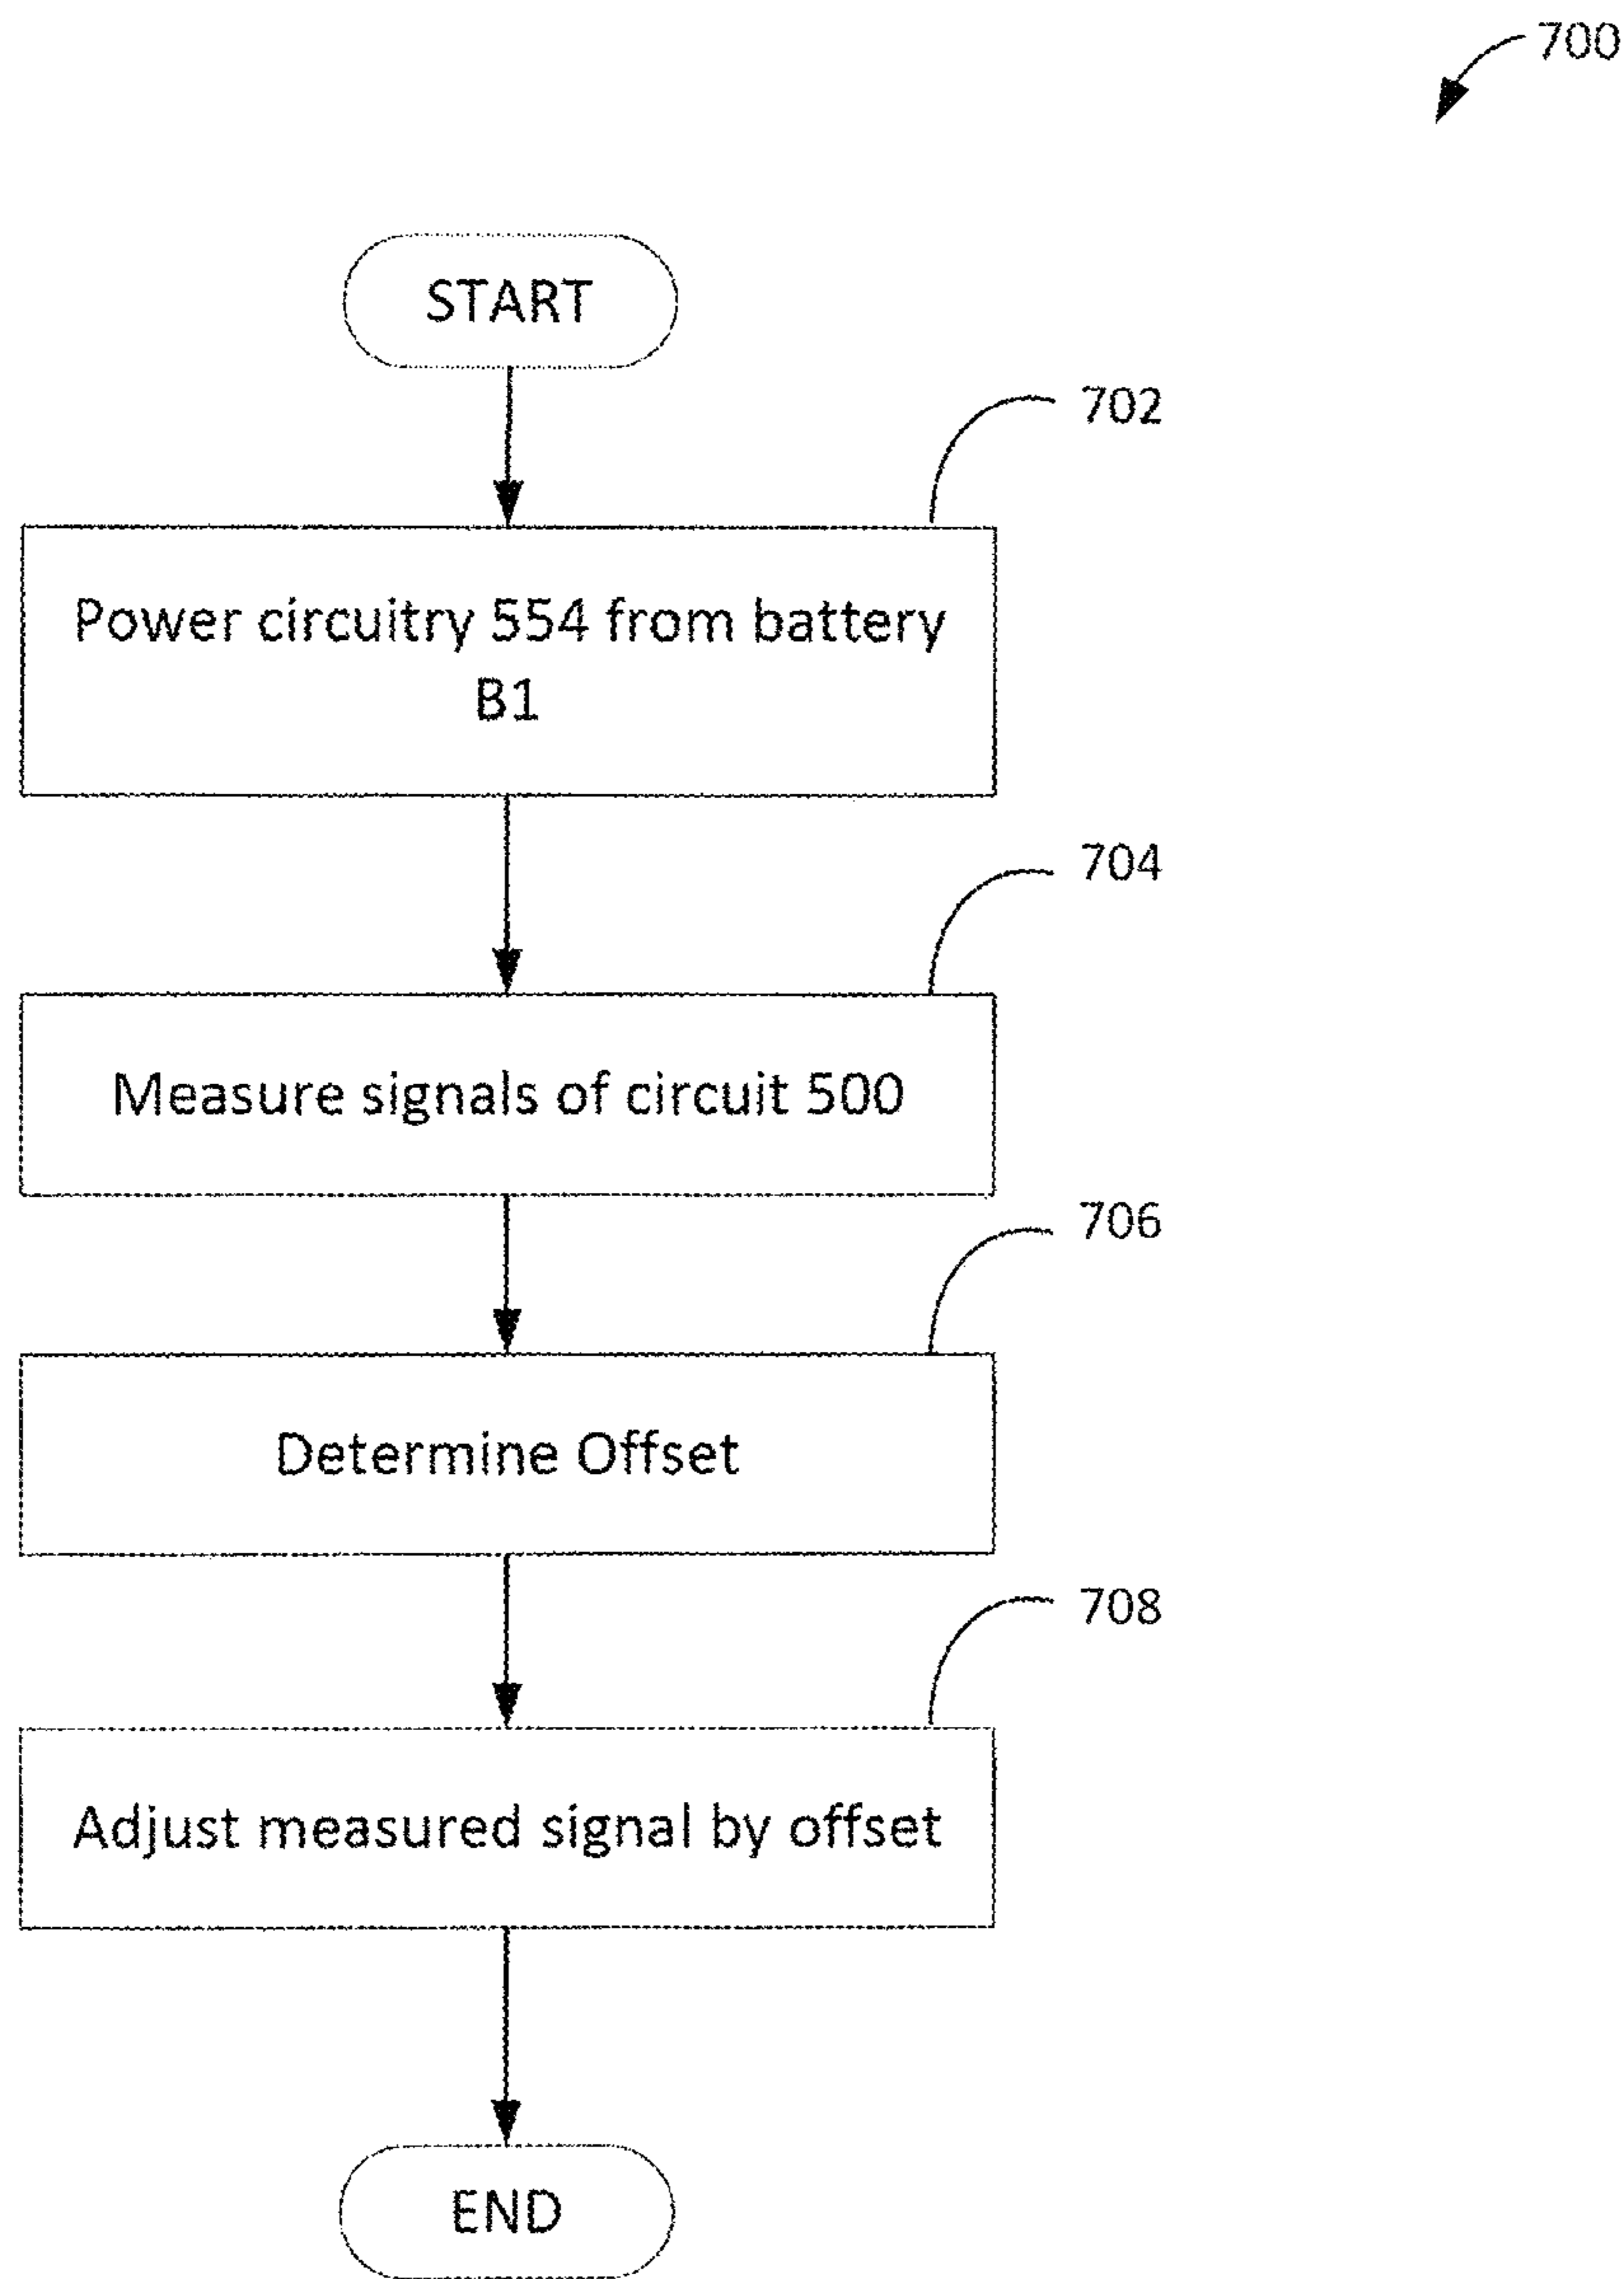 700
START
702
Power circuitry 554 from battery
B1
704
Measure signals of circuit 500
706
Determine Offset
708
Adjust measured signal by offset
END